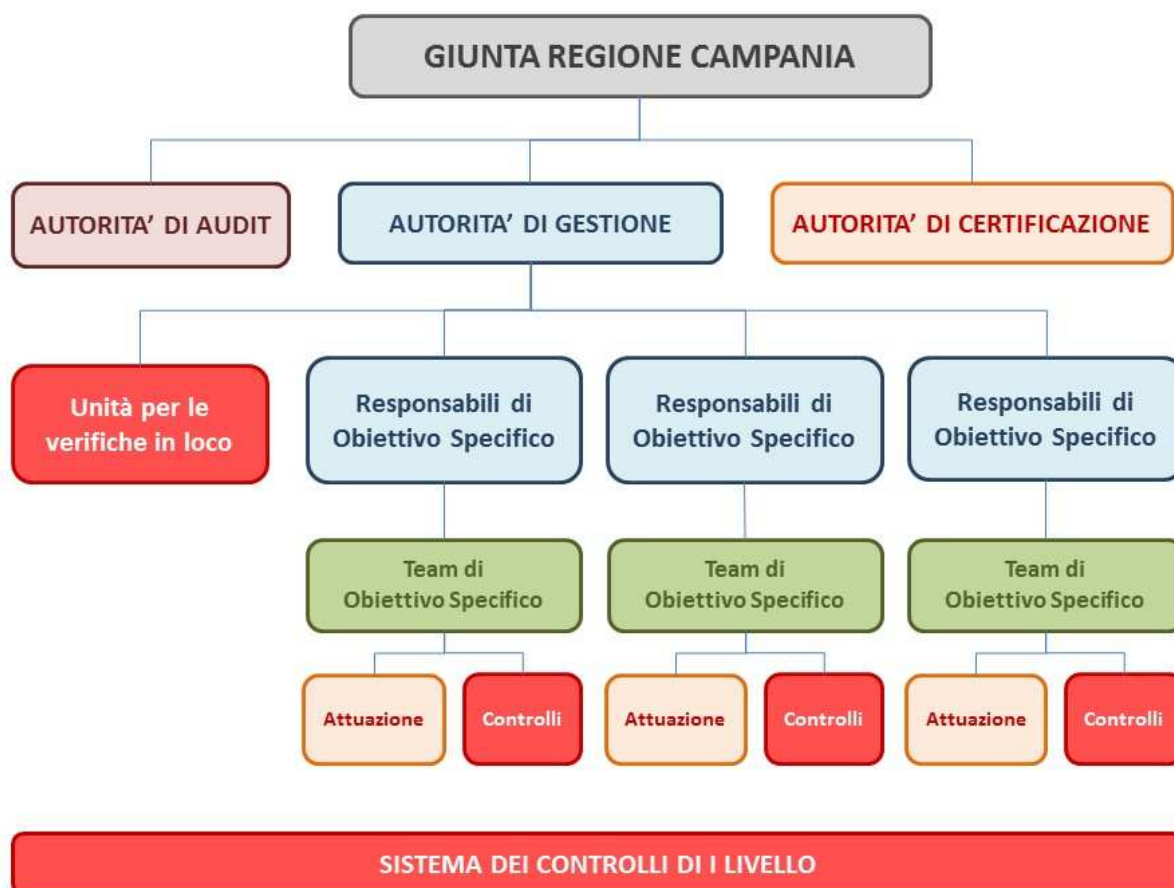 GIUNTA REGIONE CAMPANIA
AUTORITA' DI AUDIT
AUTORITA' DI GESTIONE
AUTORITA' DI CERTIFICAZIONE
Unità per le
verifiche in loco
Responsabili di
Obiettivo Specifico
Responsabili di
Obiettivo Specifico
Responsabili di
Obiettivo Specifico
Team di
Obiettivo Specifico
Team di
Obiettivo Specifico
Team di
Obiettivo Specifico
Attuazione
Controlli
Attuazione
Controlli
Attuazione
Controlli
SISTEMA DEI CONTROLLI DI I LIVELLO